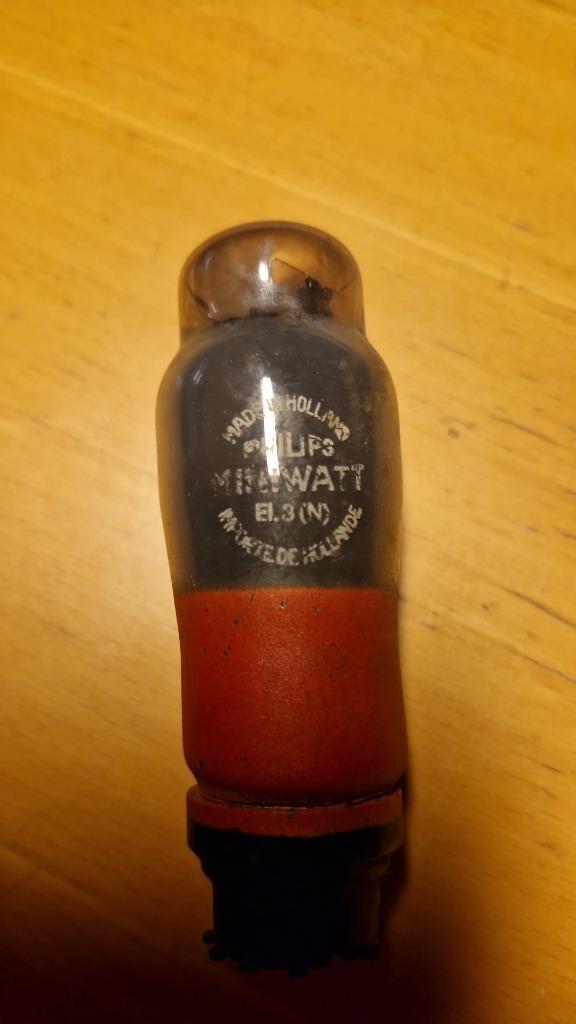 MADE IN HOLLAND
PHILIPS
MINIWATT
EL3(N)
IMPORTE DE HOLLANDE